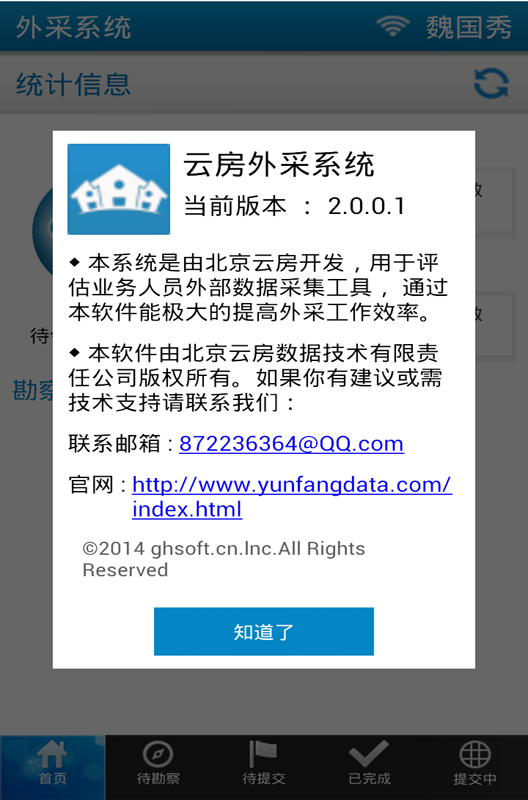 外采系统
魏国秀
统计信息
云房外采系统
当前版本 ： 2.0.0.1
数
◆ 本系统是由北京云房开发，用于评
估业务人员外部数据采集工具， 通过
本软件能极大的提高外采工作效率。
数
待
◆ 本软件由北京云房数据技术有限责
任公司版权所有。如果你有建议或需
技术支持请联系我们：
勘察
联系邮箱 : 872236364@QQ.com
官网 : http://www.yunfangdata.com/
index.html
©2014 ghsoft.cn.lnc.All Rights
Reserved
知道了
首页
待勘察
待提交
已完成
提交中